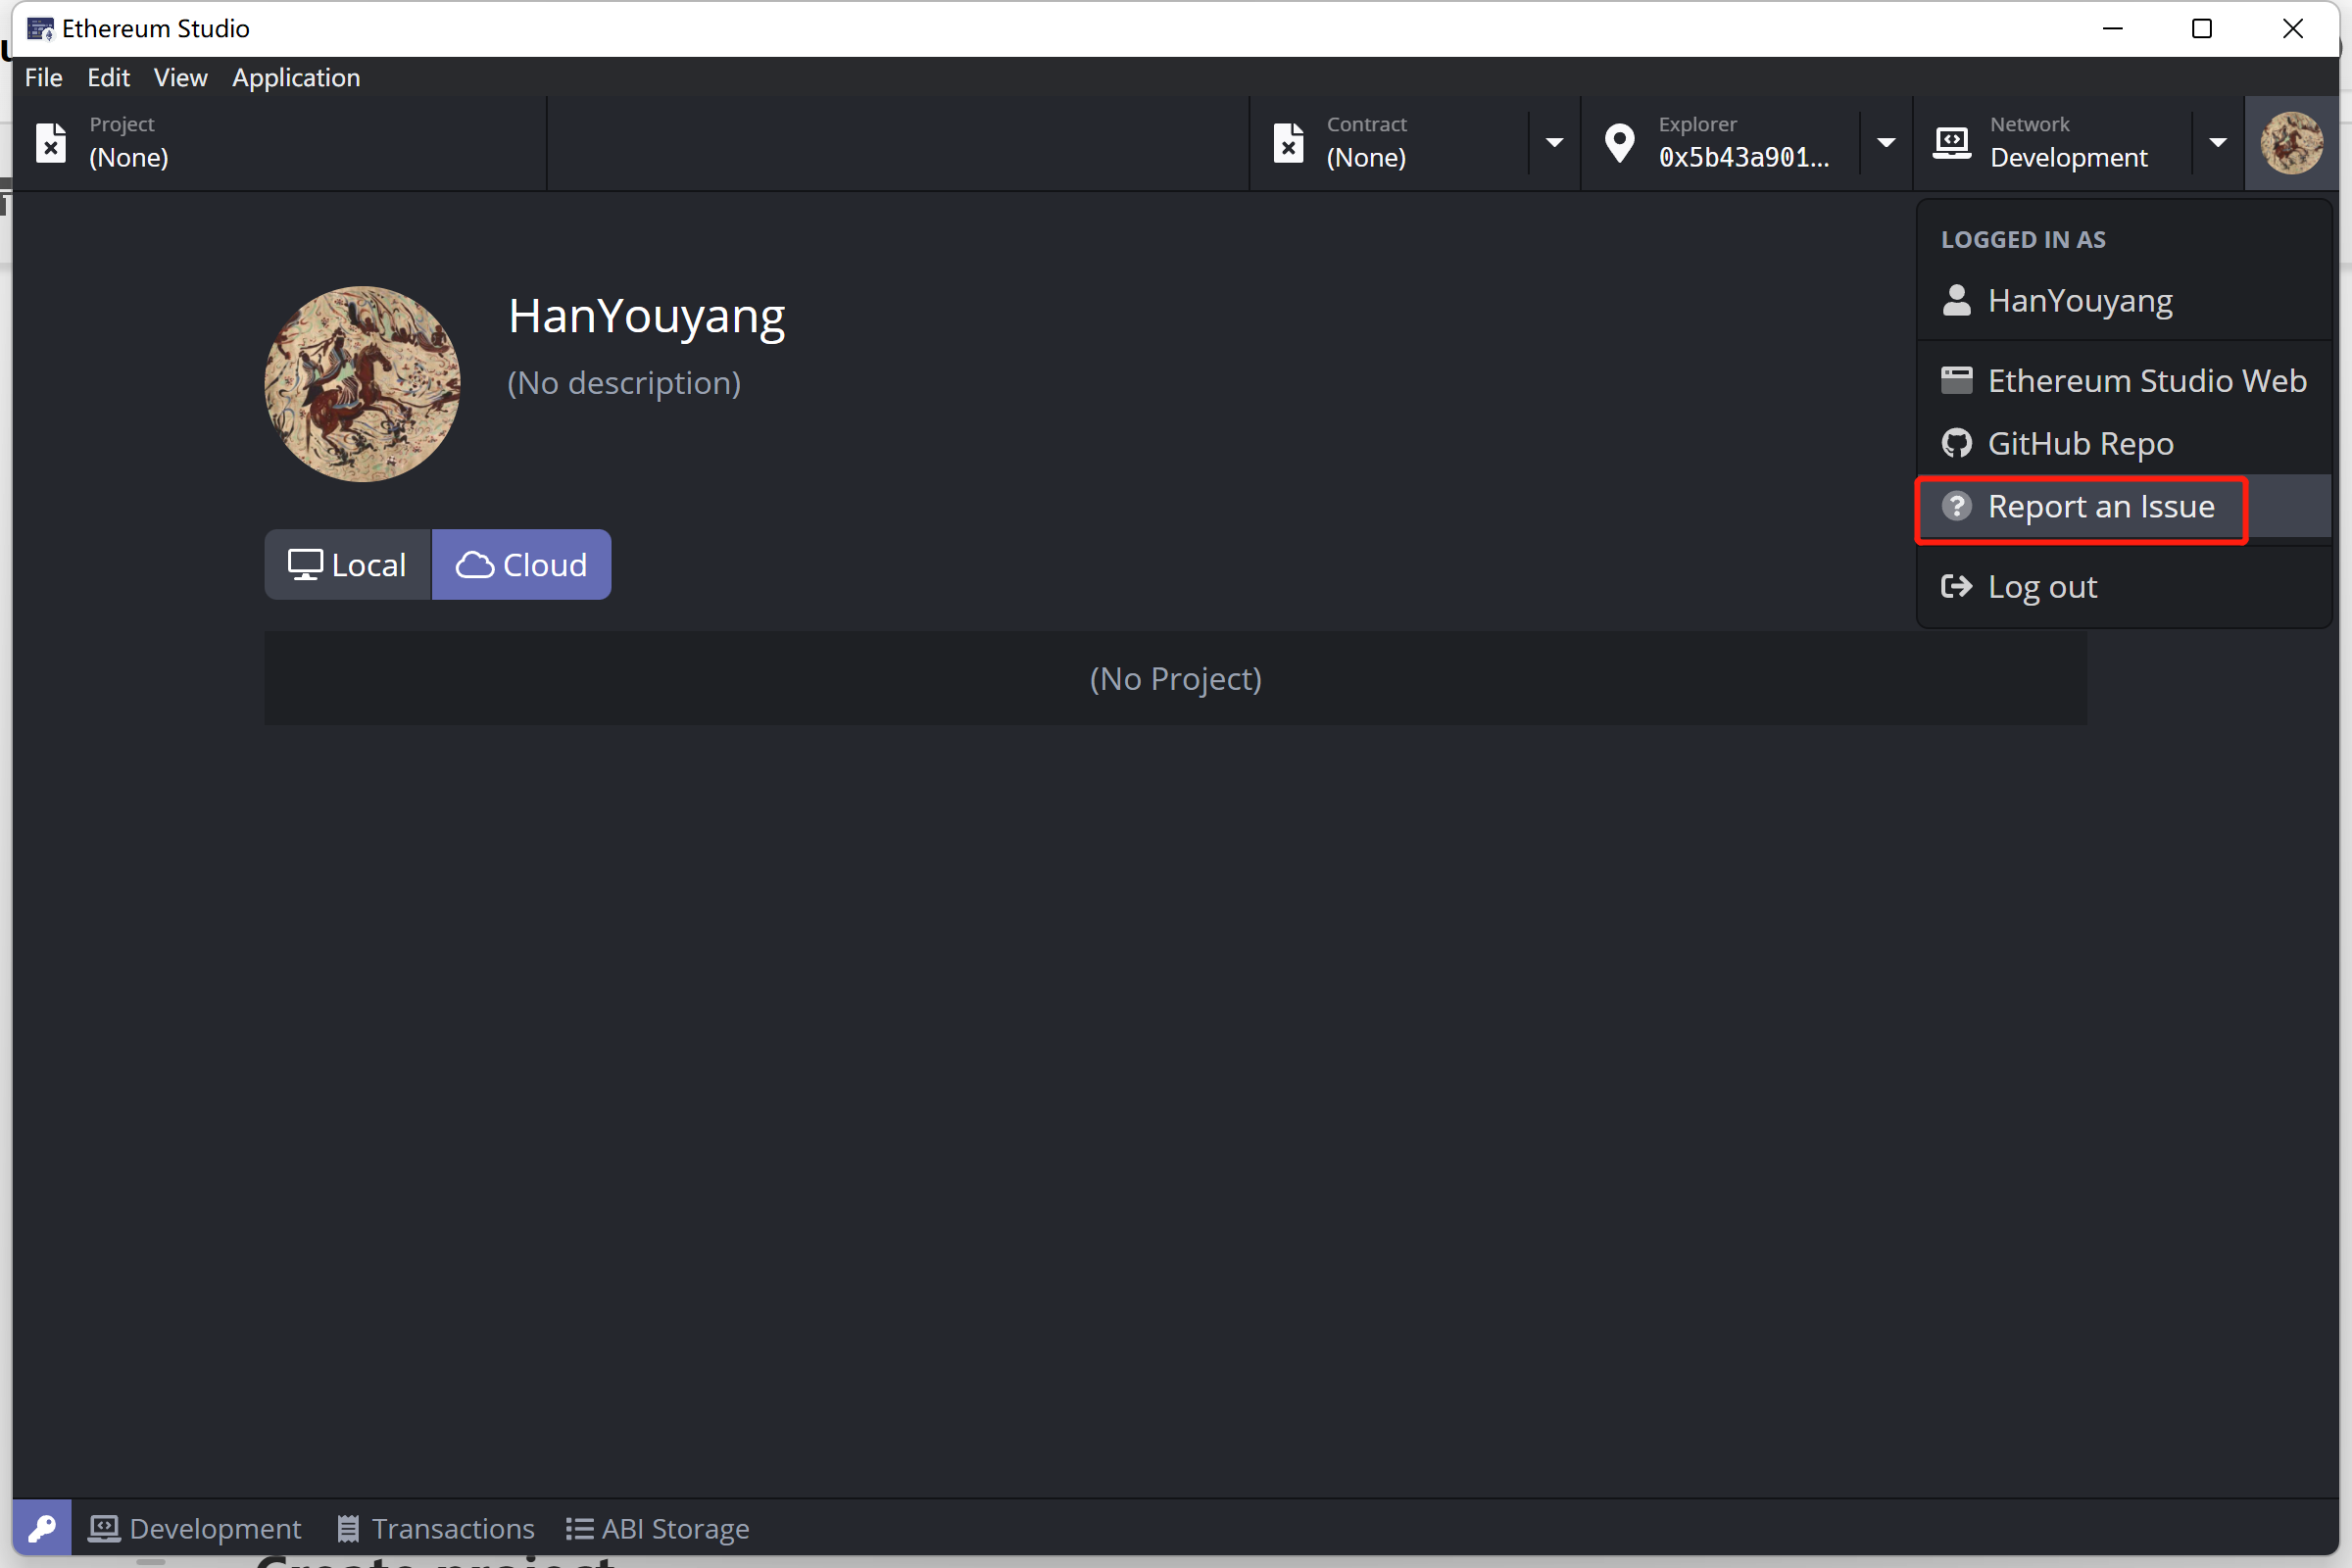 Ethereum Studio
File Edit View Application
Project
(None)
Contract
(None)
Explorer
0x5b43a901...
Network
Development
LOGGED IN AS
HanYouyang
Ethereum Studio Web
GitHub Repo
Report an Issue
Log out
HanYouyang
(No description)
Local Cloud
(No Project)
Development Transactions ABI Storage
Create project